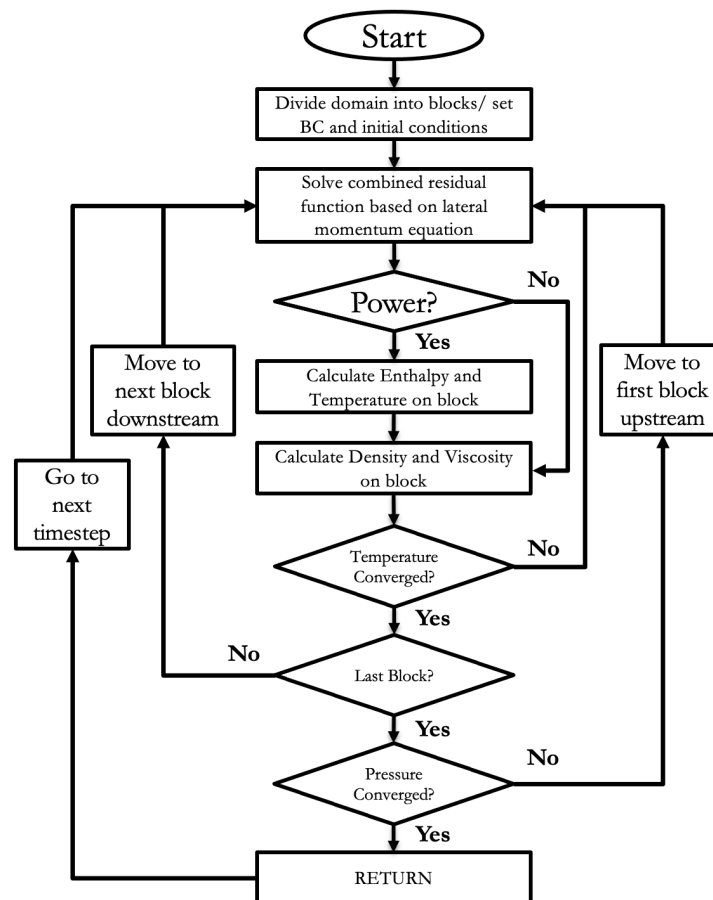 Start
Divide domain into blocks/ set
BC and initial conditions
Solve combined residual
function based on lateral
momentum equation
No
Power?
Yes
Move to
next block
downstream
Calculate Enthalpy and
Temperature on block
Move to
first block
upstream
Calculate Density and Viscosity
on block
Go to
next
timestep
Temperature
Converged?
No
Yes
No
Last Block?
Yes
No
Pressure
Converged?
Yes
RETURN